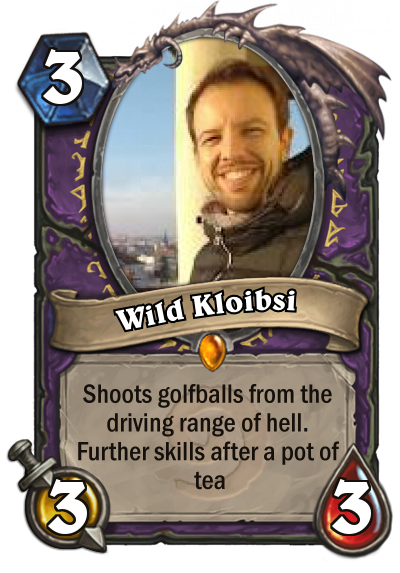 3
Wild Kloibsi
Shoots golfballs from the
driving range of hell.
Further skills after a pot of
tea
3
3